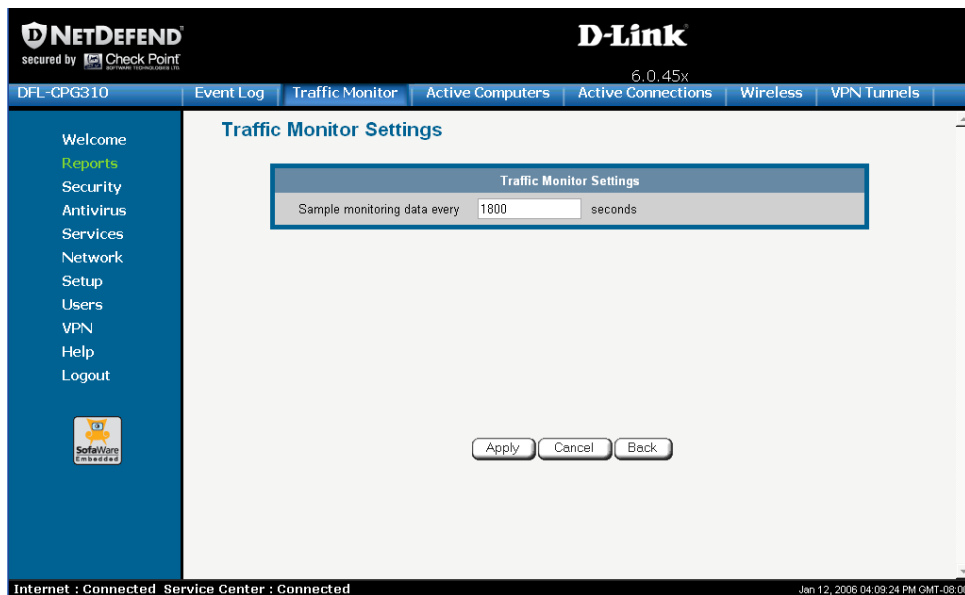 D NETDEFEND
secured by Check Point
SOFTWARE TECHNOLOGIES LTD.
D-Link
6.0.45x
DFL-CPG310
Event Log | Traffic Monitor | Active Computers | Active Connections | Wireless | VPN Tunnels |
Welcome
Reports
Security
Antivirus
Services
Network
Setup
Users
VPN
Help
Logout
SofaWare
Embedded
Traffic Monitor Settings
Traffic Monitor Settings
Sample monitoring data every 1800 seconds
Apply Cancel Back
Internet : Connected Service Center : Connected
Jan 12, 2006 04:09:24 PM GMT-08:00